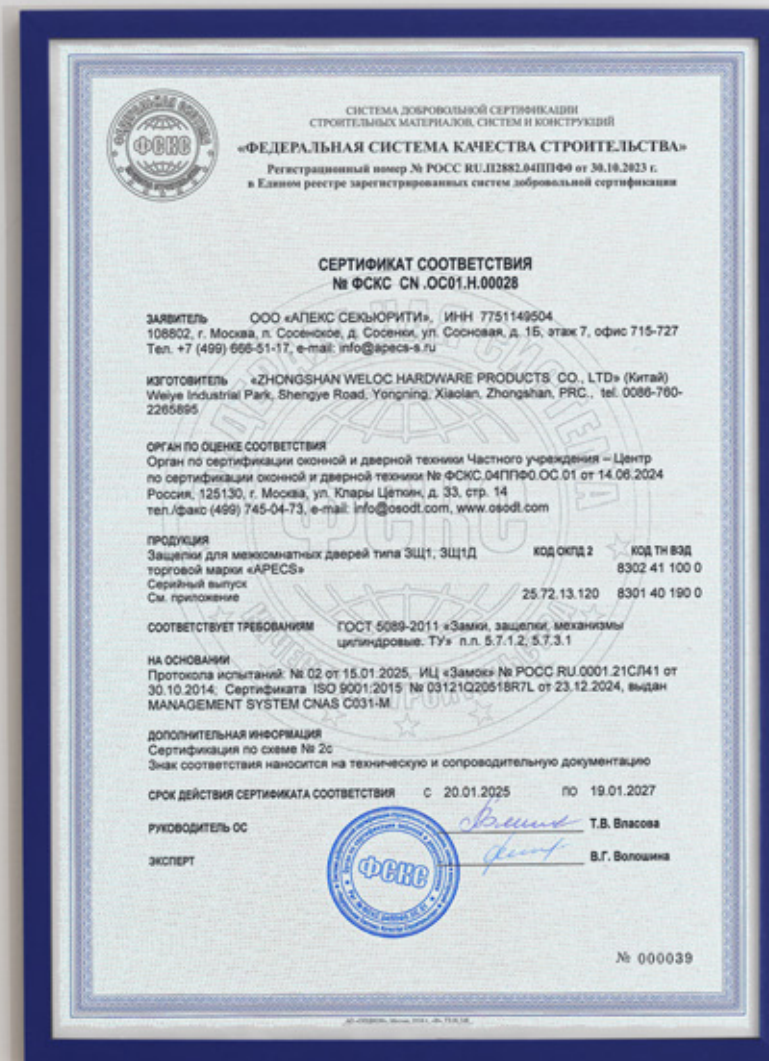 СИСТЕМА ДОБРОВОЛЬНОЙ СЕРТИФИКАЦИИ
СТРОИТЕЛЬНЫХ МАТЕРИАЛОВ, СИСТЕМ И КОНСТРУКЦИЙ
«ФЕДЕРАЛЬНАЯ СИСТЕМА КАЧЕСТВА СТРОИТЕЛЬСТВА»
Регистрационный номер № РОСС RU.П2882.04ППФ0 от 30.10.2023 г.
в Едином реестре зарегистрированных систем добровольной сертификации
ФСКС
СЕРТИФИКАТ СООТВЕТСТВИЯ
№ ФСКС CN .ОС01.Н.00028
ЗАЯВИТЕЛЬ ООО «АПЕКС СЕКЬЮРИТИ», ИНН 7751149504
108802, г. Москва, п. Сосенское, д. Сосенки, ул. Сосновая, д. 1Б, этаж 7, офис 715-727
Тел. +7 (499) 666-51-17, e-mail: info@apecs-s.ru
ИЗГОТОВИТЕЛЬ «ZHONGSHAN WELOC HARDWARE PRODUCTS CO., LTD» (Китай)
Weiye Industrial Park, Shengye Road, Yongning, Xiaolan, Zhongshan, PRC., tel. 0086-760-
2265895
ОРГАН ПО ОЦЕНКЕ СООТВЕТСТВИЯ
Орган по сертификации оконной и дверной техники Частного учреждения – Центр
по сертификации оконной и дверной техники № ФСКС.04ППФ0.ОС.01 от 14.06.2024
Россия, 125130, г. Москва, ул. Клары Цеткин, д. 33, стр. 14
тел./факс (499) 745-04-73, e-mail: info@osodt.com, www.osodt.com
ПРОДУКЦИЯ
Защелки для межкомнатных дверей типа ЗЩ1, ЗЩ1Д КОД ОКПД 2 КОД ТН ВЭД
торговой марки «APECS» 8302 41 100 0
Серийный выпуск
См. приложение 25.72.13.120 8301 40 190 0
СООТВЕТСТВУЕТ ТРЕБОВАНИЯМ ГОСТ 5089-2011 «Замки, защелки, механизмы
цилиндровые. ТУ» п.п. 5.7.1.2, 5.7.3.1
НА ОСНОВАНИИ
Протокола испытаний: № 02 от 15.01.2025, ИЦ «Замок» № РОСС RU.0001.21СЛ41 от
30.10.2014; Сертификата ISO 9001:2015 № 03121Q20518R7L от 23.12.2024, выдан
MANAGEMENT SYSTEM CNAS C031-M
ДОПОЛНИТЕЛЬНАЯ ИНФОРМАЦИЯ
Сертификация по схеме № 2с
Знак соответствия наносится на техническую и сопроводительную документацию
СРОК ДЕЙСТВИЯ СЕРТИФИКАТА СООТВЕТСТВИЯ С 20.01.2025 ПО 19.01.2027
РУКОВОДИТЕЛЬ ОС Т.В. Власова
ЭКСПЕРТ В.Г. Волошина
ФСКС
№ 000039